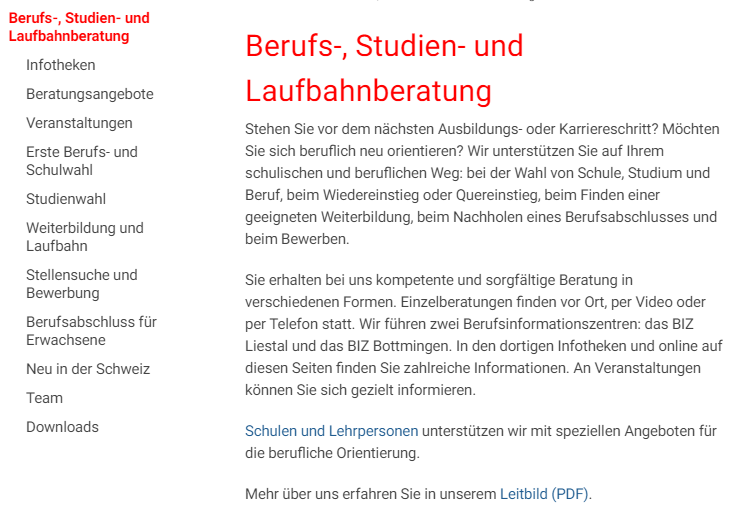 Berufs-, Studien- und
Laufbahnberatung
Infotheken
Beratungsangebote
Veranstaltungen
Erste Berufs- und
Schulwahl
Studienwahl
Weiterbildung und
Laufbahn
Stellensuche und
Bewerbung
Berufsabschluss für
Erwachsene
Neu in der Schweiz
Team
Downloads
Berufs-, Studien- und
Laufbahnberatung
Stehen Sie vor dem nächsten Ausbildungs- oder Karriereschritt? Möchten
Sie sich beruflich neu orientieren? Wir unterstützen Sie auf Ihrem
schulischen und beruflichen Weg: bei der Wahl von Schule, Studium und
Beruf, beim Wiedereinstieg oder Quereinstieg, beim Finden einer
geeigneten Weiterbildung, beim Nachholen eines Berufsabschlusses und
beim Bewerben.
Sie erhalten bei uns kompetente und sorgfältige Beratung in
verschiedenen Formen. Einzelberatungen finden vor Ort, per Video oder
per Telefon statt. Wir führen zwei Berufsinformationszentren: das BIZ
Liestal und das BIZ Bottmingen. In den dortigen Infotheken und online auf
diesen Seiten finden Sie zahlreiche Informationen. An Veranstaltungen
können Sie sich gezielt informieren.
Schulen und Lehrpersonen unterstützen wir mit speziellen Angeboten für
die berufliche Orientierung.
Mehr über uns erfahren Sie in unserem Leitbild (PDF).